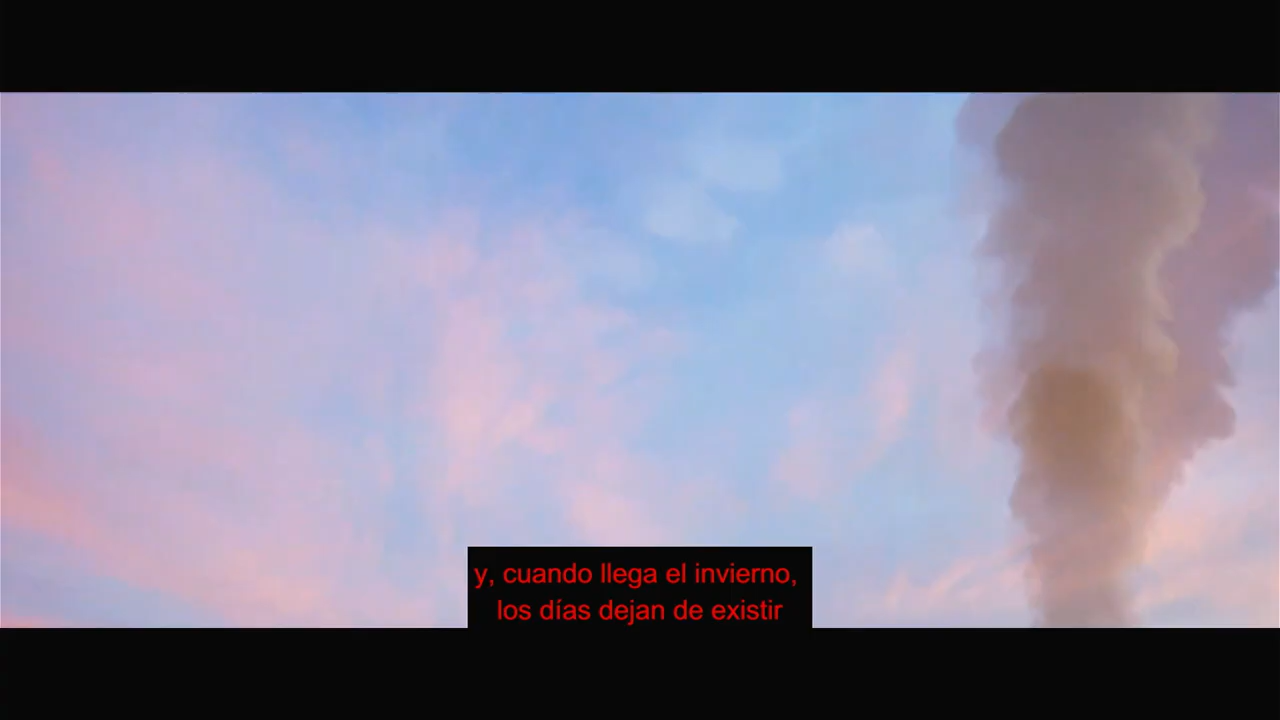 y, cuando llega el invierno,
los días dejan de existir